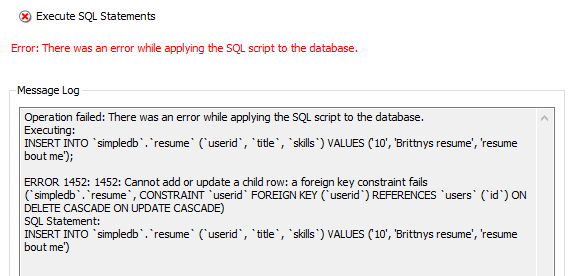 Execute SQL Statements
Error: There was an error while applying the SQL script to the database.
Message Log
Operation failed: There was an error while applying the SQL script to the database.
Executing:
INSERT INTO `simpledb`.`resume` (`userid`, `title`, `skills`) VALUES ('10', 'Brittnys resume', 'resume
bout me');
ERROR 1452: 1452: Cannot add or update a child row: a foreign key constraint fails
(`simpledb`.`resume`, CONSTRAINT `userid` FOREIGN KEY (`userid`) REFERENCES `users` (`id`) ON
DELETE CASCADE ON UPDATE CASCADE)
SQL Statement:
INSERT INTO `simpledb`.`resume` (`userid`, `title`, `skills`) VALUES ('10', 'Brittnys resume', 'resume
bout me')